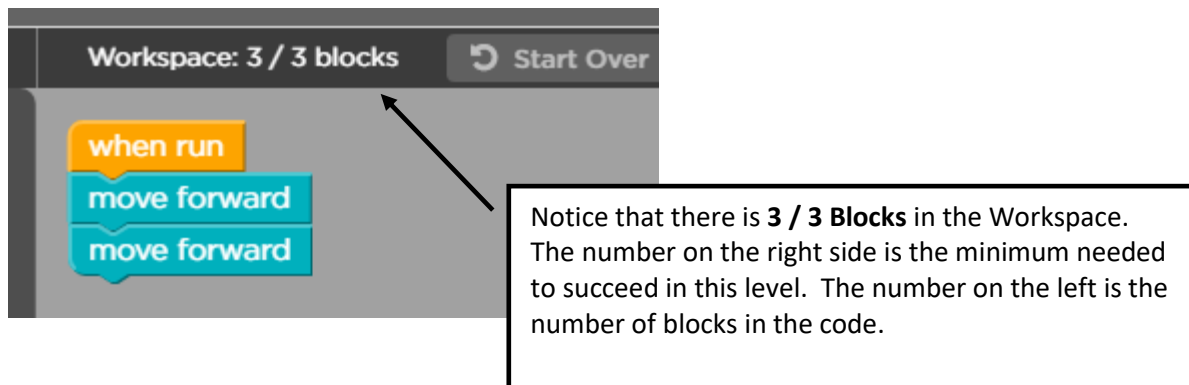 Workspace: 3 / 3 blocks
Start Over
when run
move forward
move forward
Notice that there is 3 / 3 Blocks in the Workspace.
The number on the right side is the minimum needed
to succeed in this level.  The number on the left is the
number of blocks in the code.